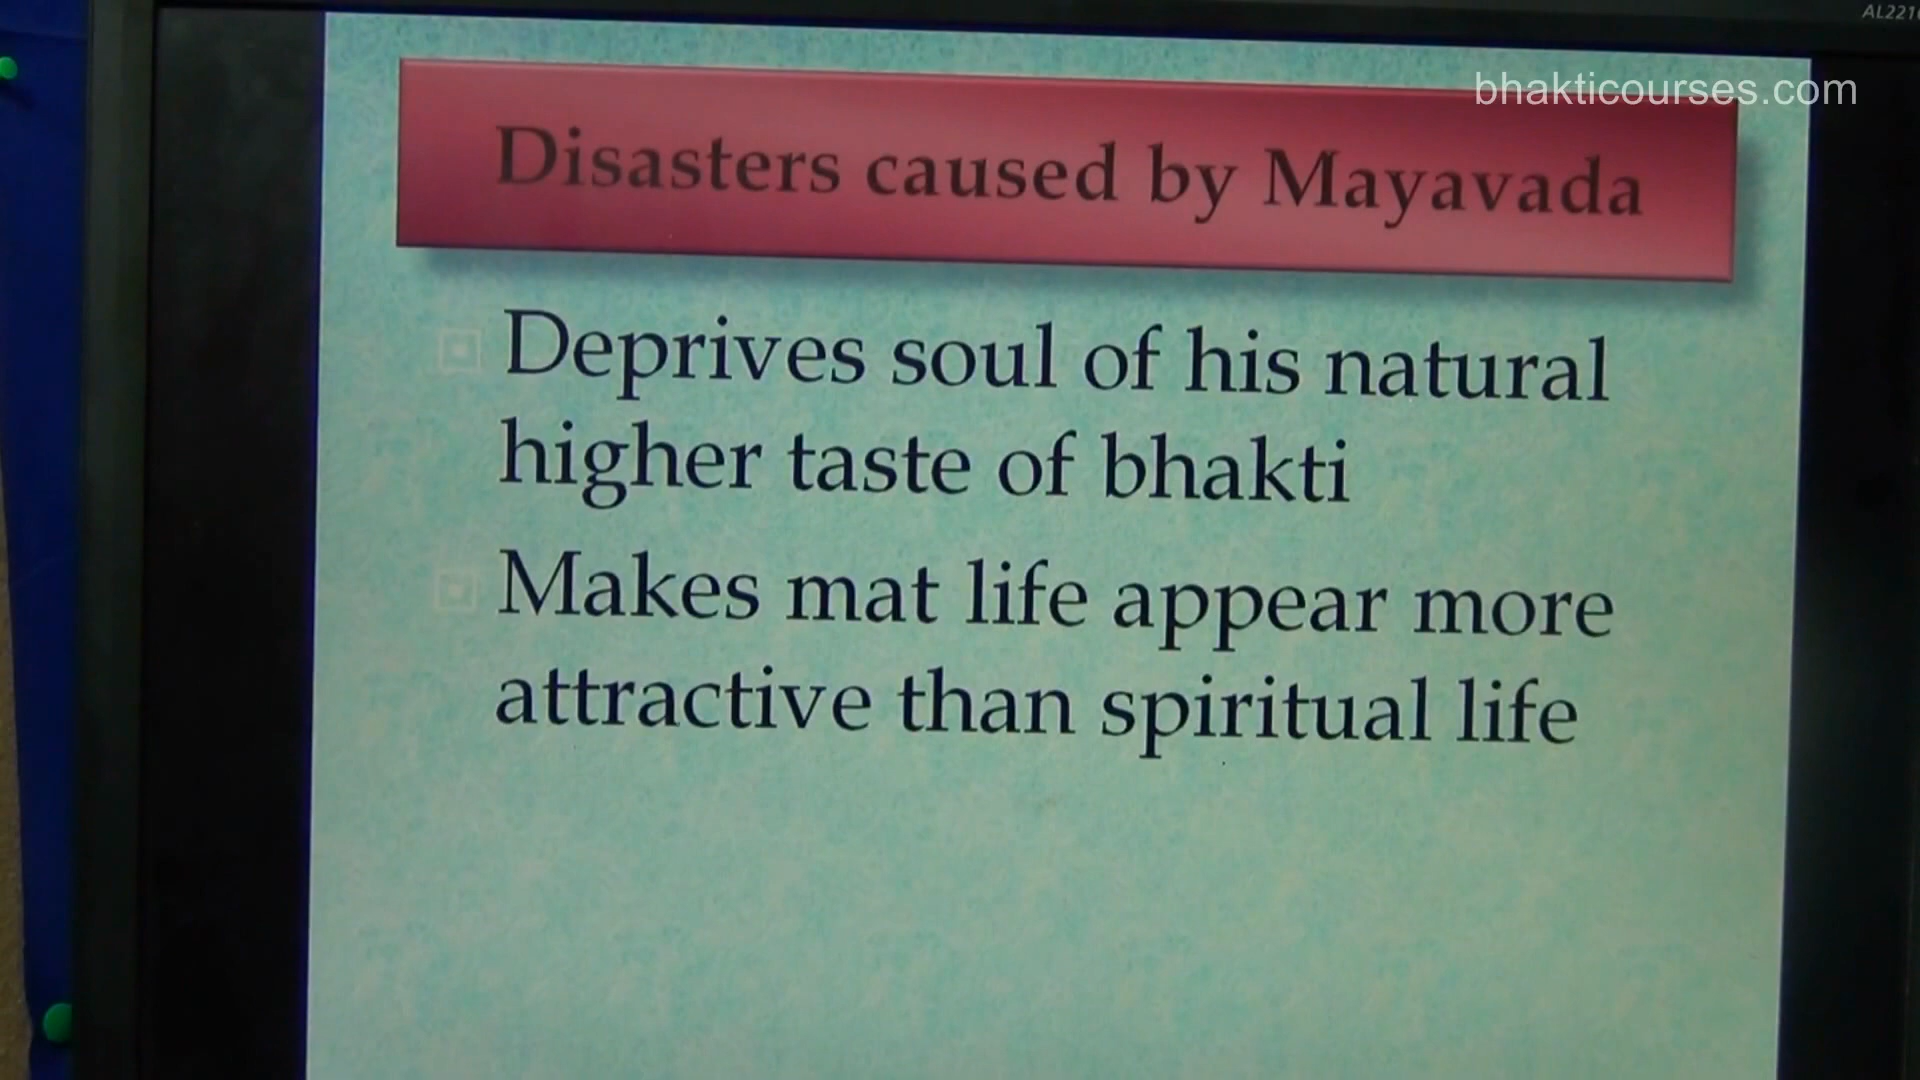 AL221
bhakticourses.com
Disasters caused by Mayavada
Deprives soul of his natural
higher taste of bhakti
Makes mat life appear more
attractive than spiritual life